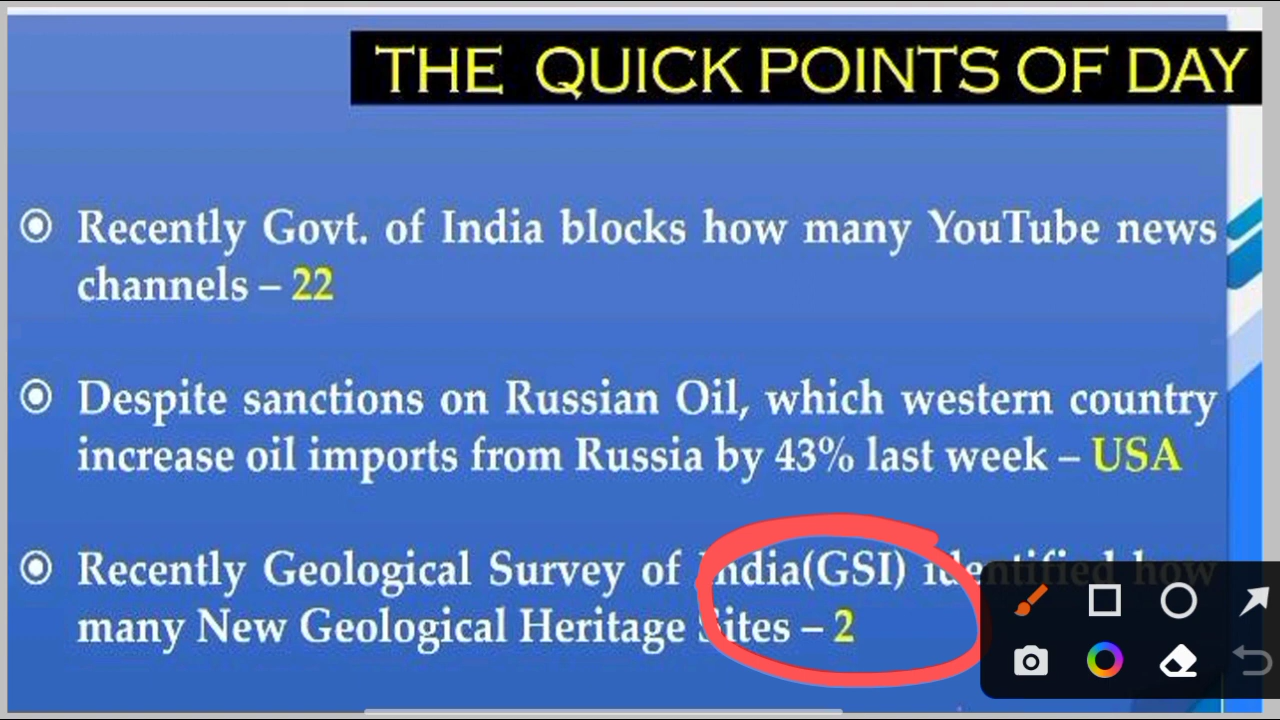 THE QUICK POINTS OF DAY
Recently Govt. of India blocks how many YouTube news
channels – 22
Despite sanctions on Russian Oil, which western country
increase oil imports from Russia by 43% last week – USA
Recently Geological Survey of India(GSI) identified how
many New Geological Heritage Sites – 2